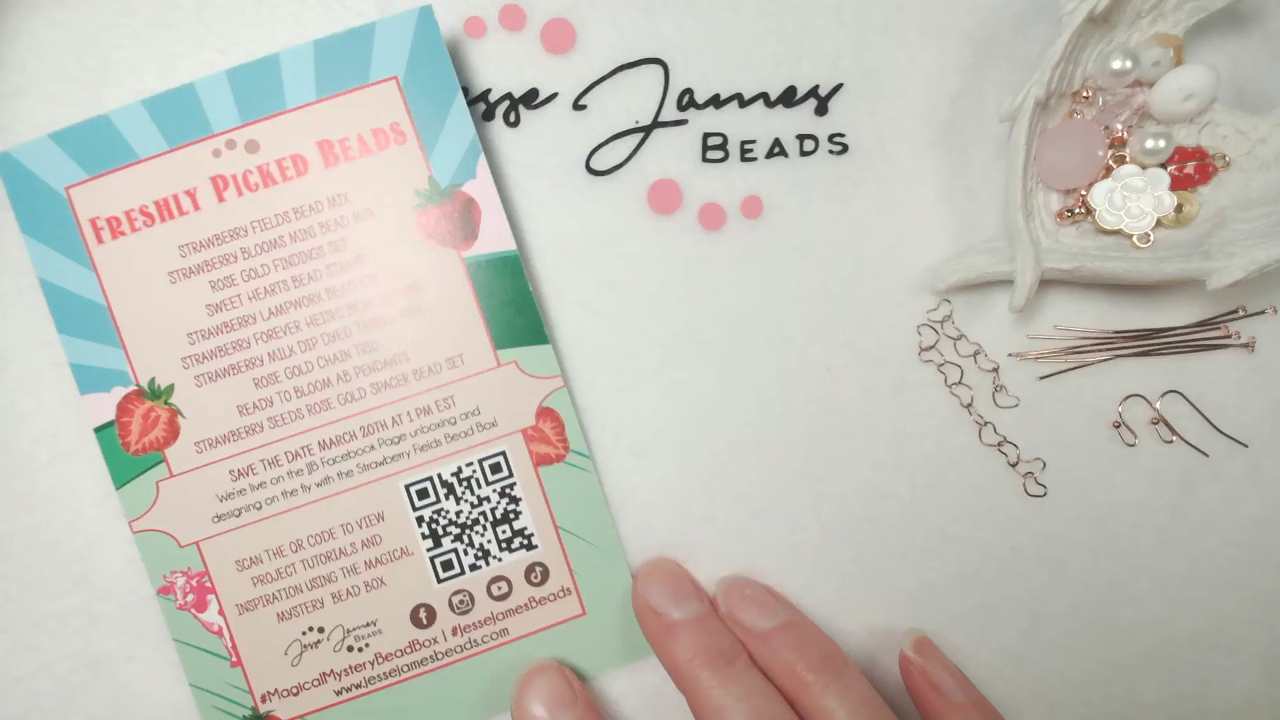 Jesse James
BEADS
FRESHLY PICKED BEADS
STRAWBERRY FIELDS BEAD MIX
STRAWBERRY BLOOMS MINI BEAD MIX
ROSE GOLD FINDINGS SET
SWEET HEARTS BEAD
STRAWBERRY LAMPWORK BEAD
STRAWBERRY FOREVER
STRAWBERRY MILK DIP DYED
ROSE GOLD CHAIN TRIO
READY TO BLOOM AB PENDANTS
STRAWBERRY SEEDS ROSE GOLD SPACER BEAD SET
SAVE THE DATE MARCH 20TH AT 1 PM EST
We're live on the JJB Facebook Page unboxing and
designing on the fly with the Strawberry Fields Bead Box!
SCAN THE QR CODE TO VIEW
PROJECT TUTORIALS AND
INSPIRATION USING THE MAGICAL
MYSTERY BEAD BOX
Jesse James
BEADS
#MagicalMysteryBeadBox | #JesseJamesBeads
www.jessejamesbeads.com